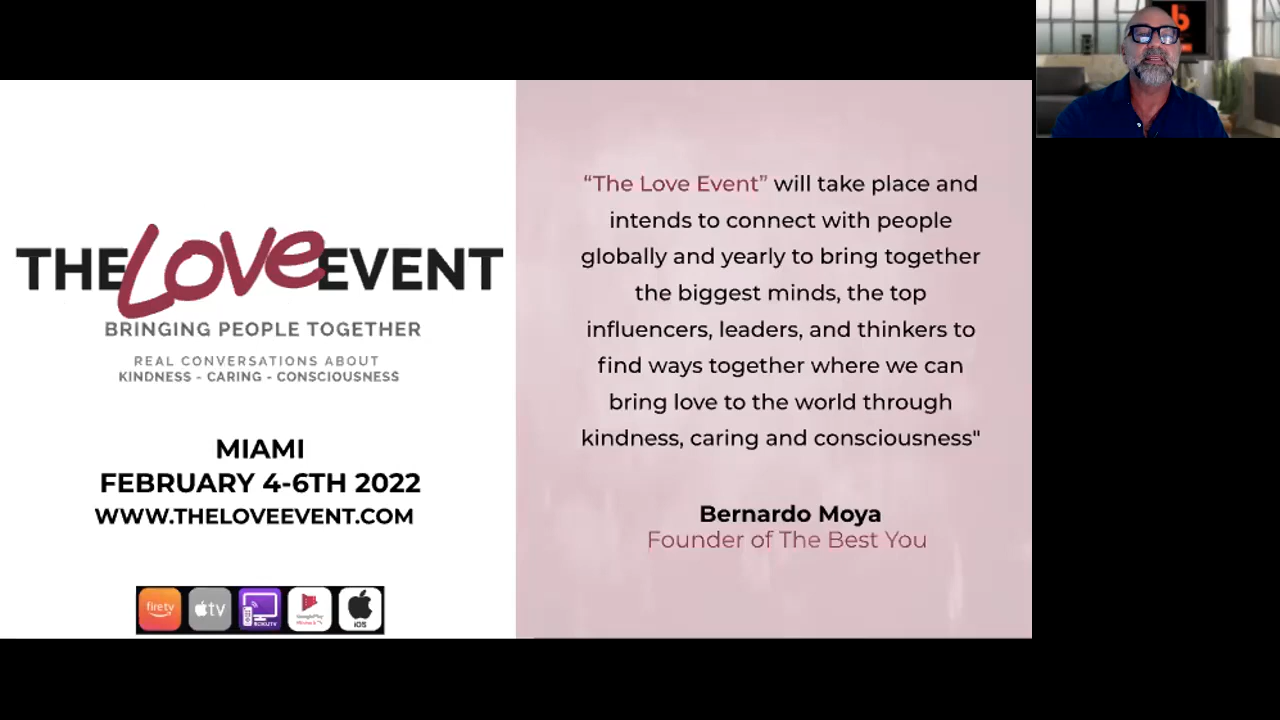 THE Love EVENT
BRINGING PEOPLE TOGETHER
REAL CONVERSATIONS ABOUT
KINDNESS - CARING - CONSCIOUSNESS
MIAMI
FEBRUARY 4-6TH 2022
WWW.THELOVEEVENT.COM
firetv
tv
ROKUTV
GooglePlay
iOS
“The Love Event” will take place and
intends to connect with people
globally and yearly to bring together
the biggest minds, the top
influencers, leaders, and thinkers to
find ways together where we can
bring love to the world through
kindness, caring and consciousness"
Bernardo Moya
Founder of The Best You